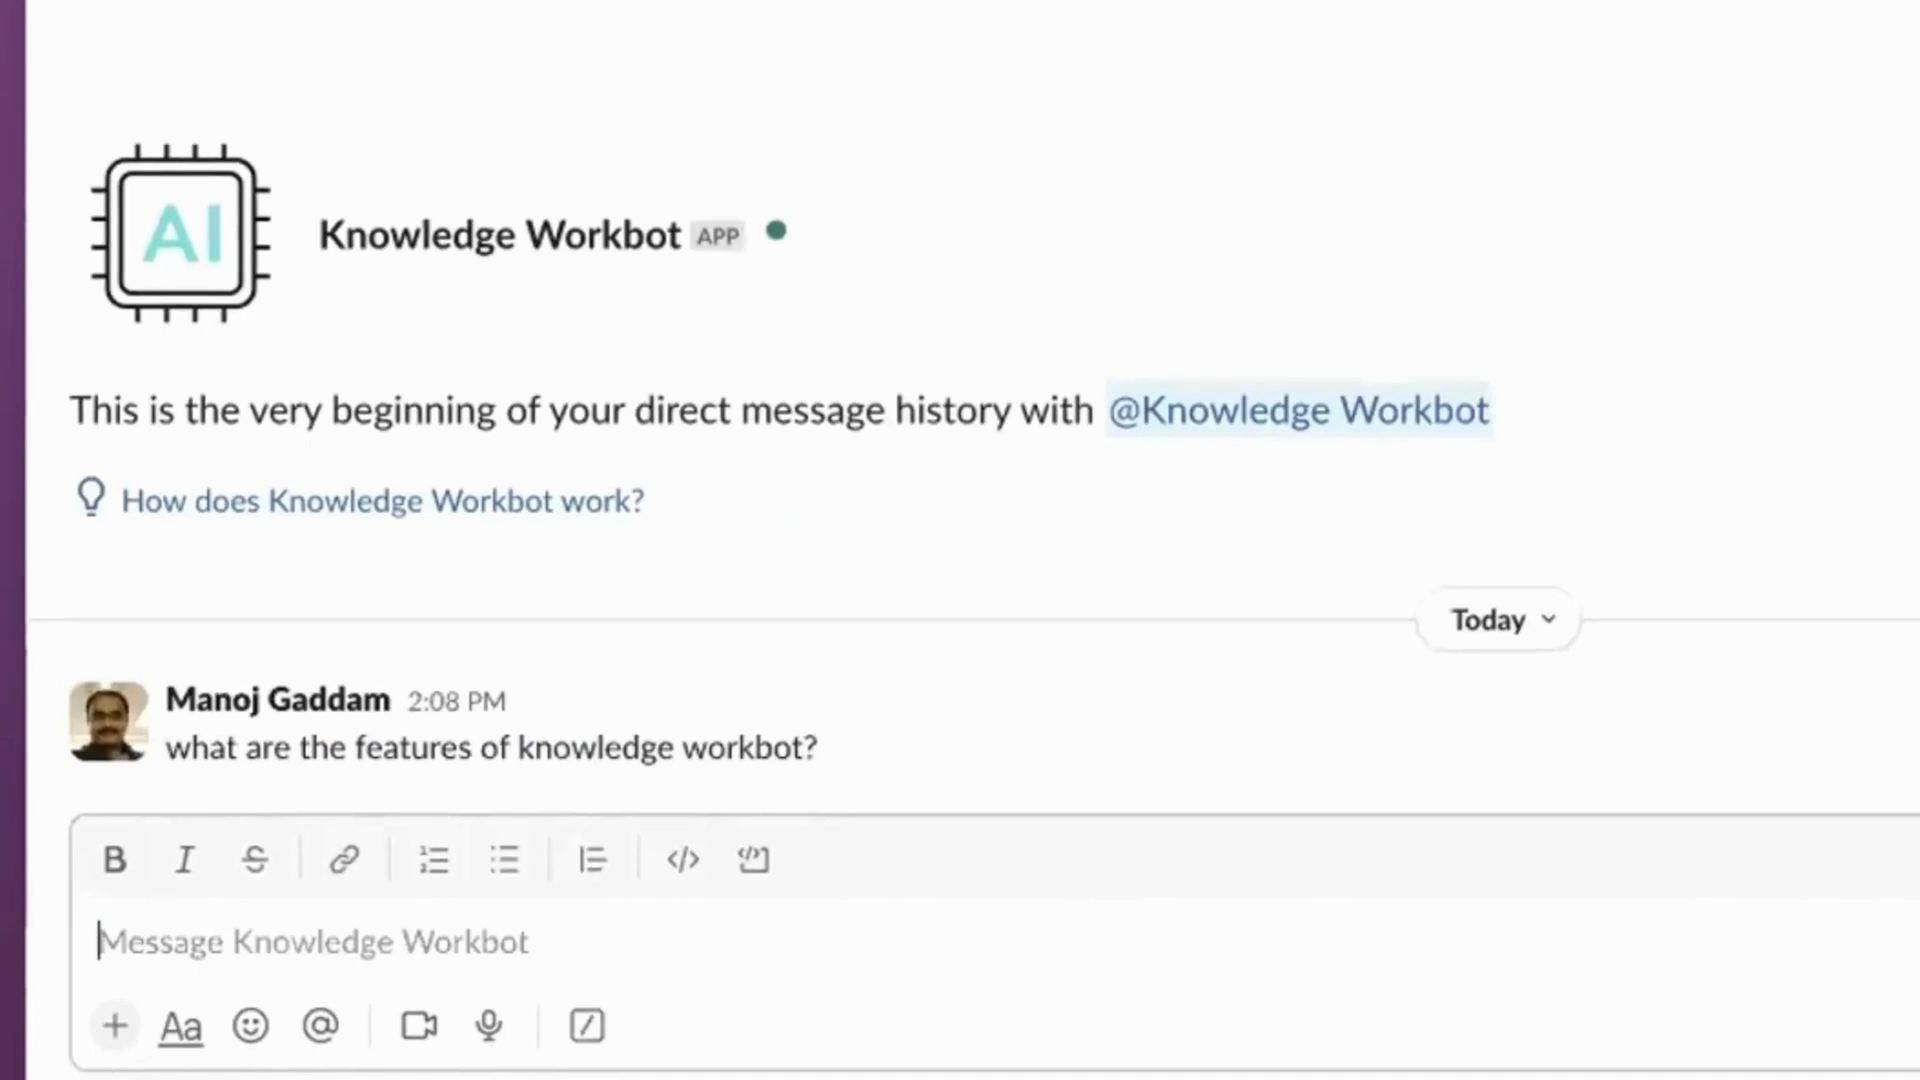 AI
Knowledge Workbot APP
This is the very beginning of your direct message history with @Knowledge Workbot
How does Knowledge Workbot work?
Today
Manoj Gaddam 2:08 PM
what are the features of knowledge workbot?
B I S
Message Knowledge Workbot
+ Aa @